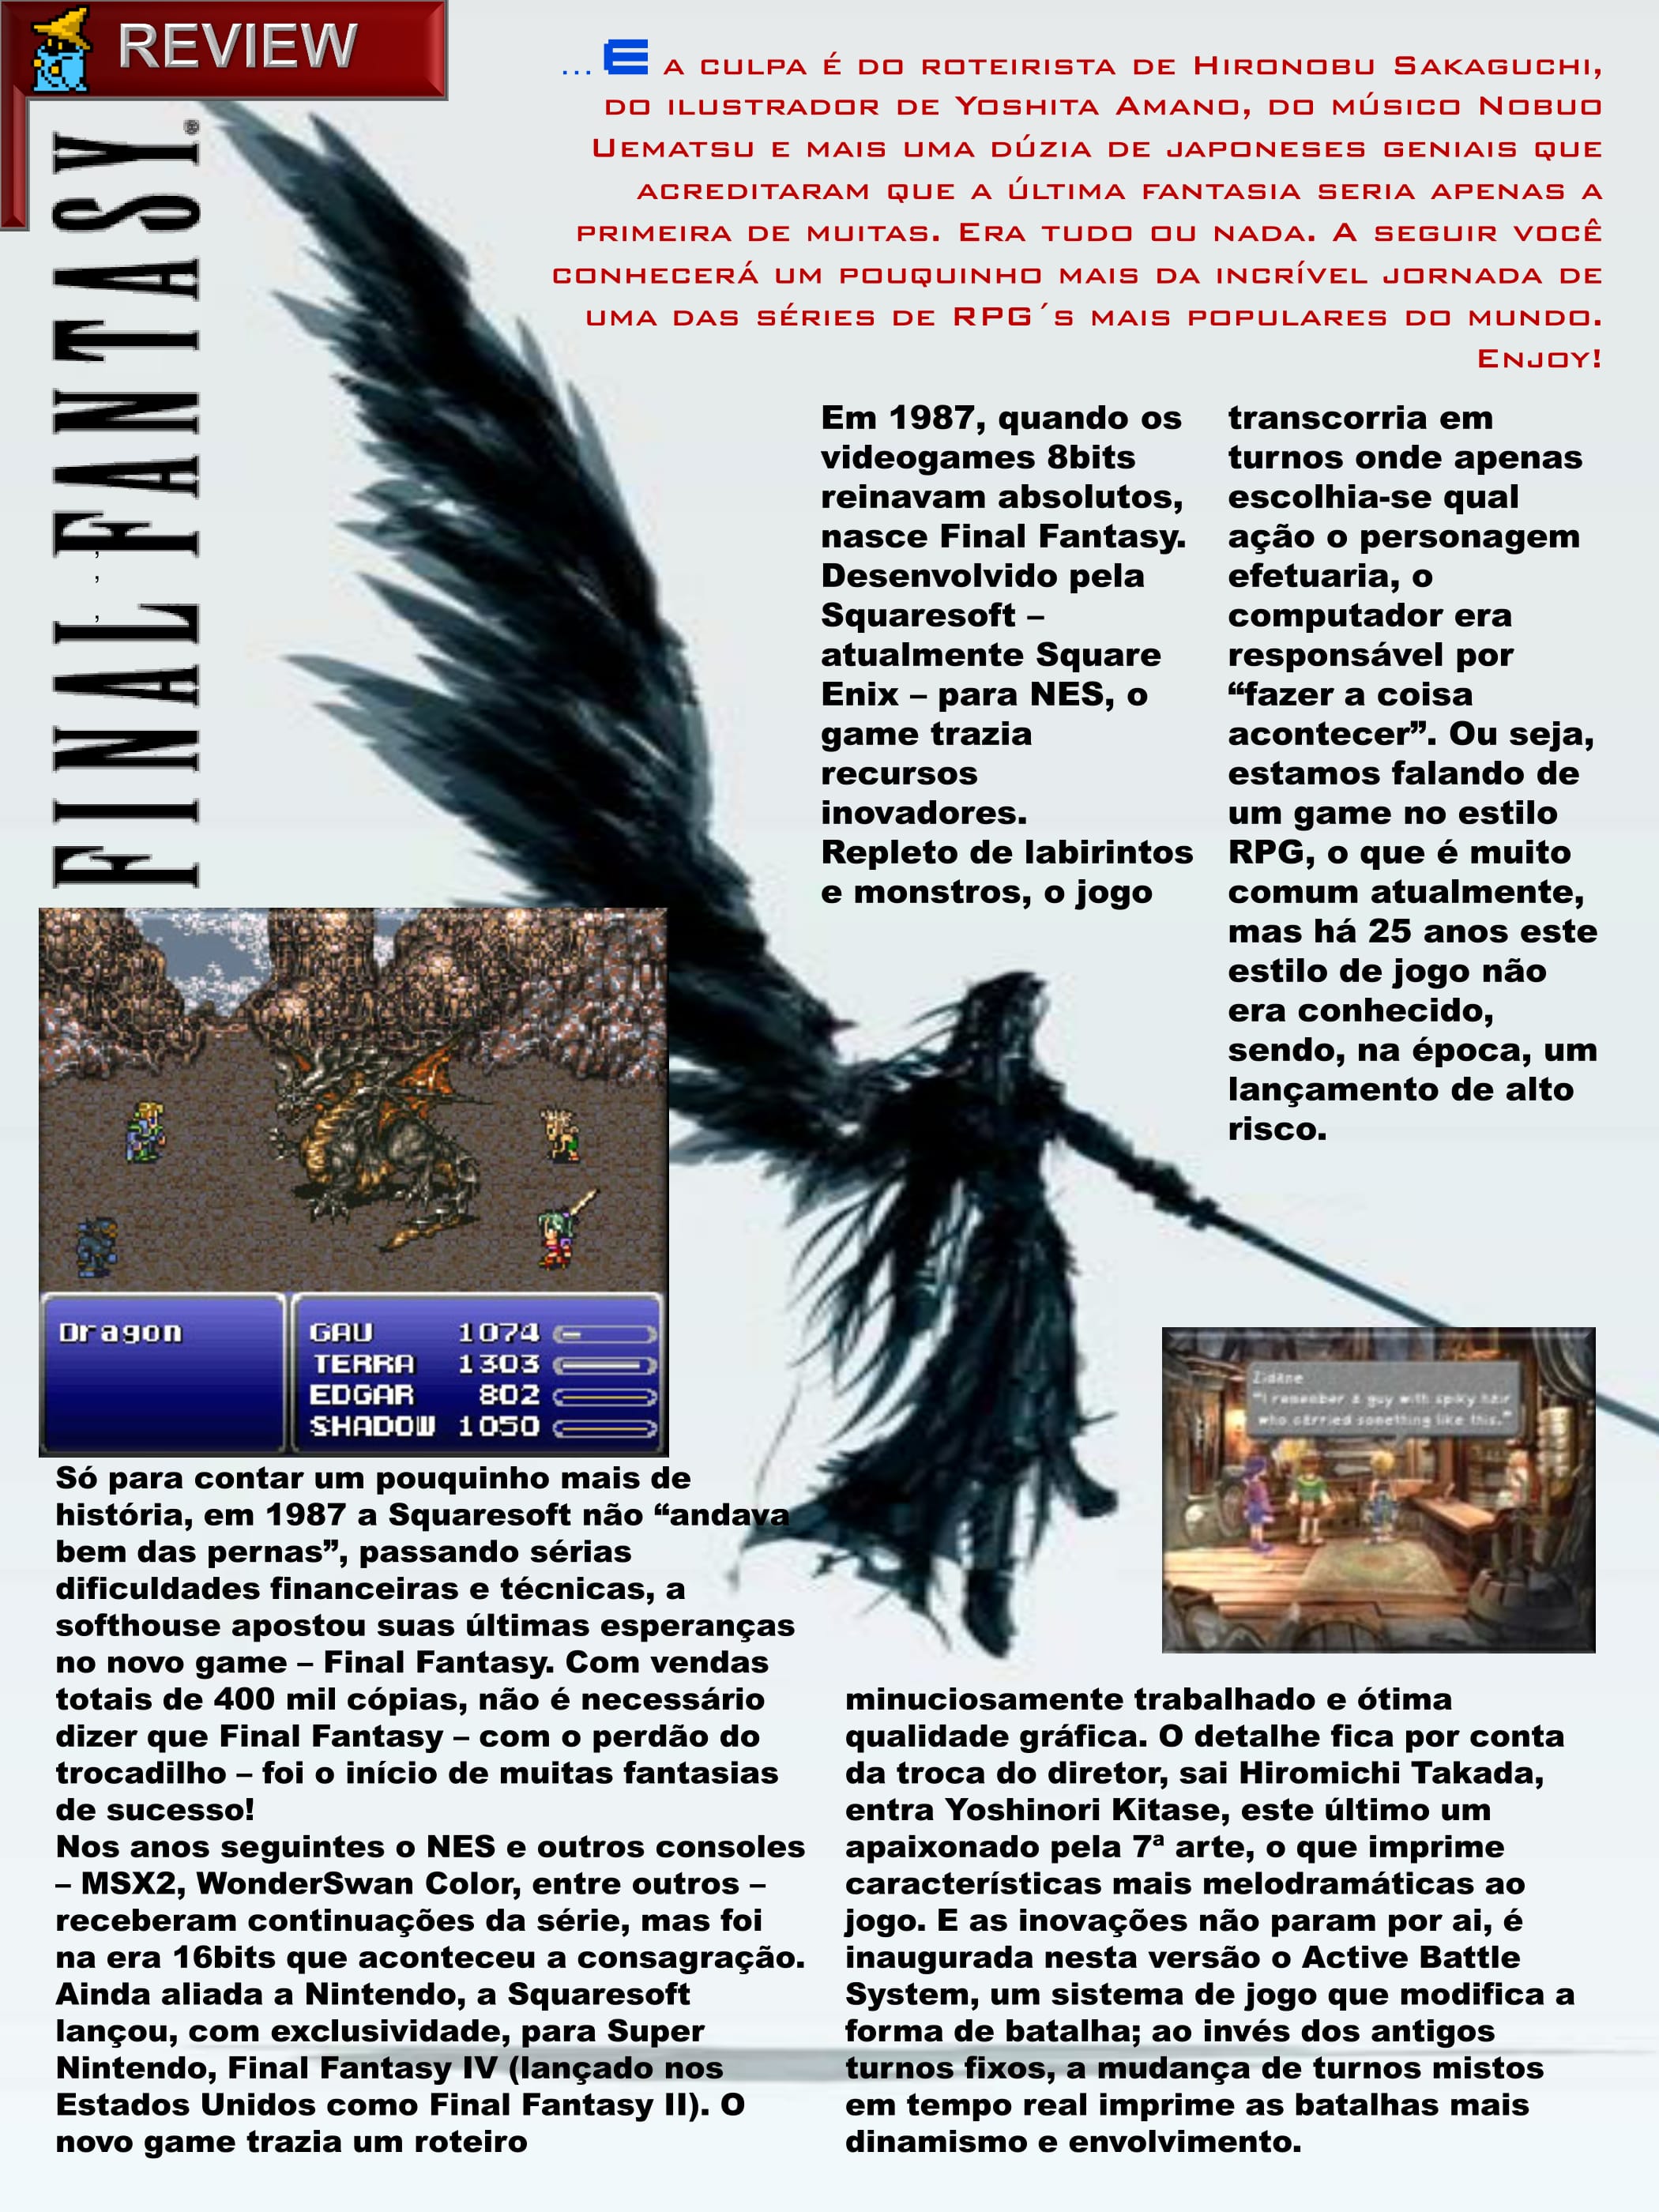 REVIEW
FINAL FANTASY®
... E A CULPA É DO ROTEIRISTA DE HIRONOBU SAKAGUCHI,
DO ILUSTRADOR DE YOSHITA AMANO, DO MÚSICO NOBUO
UEMATSU E MAIS UMA DÚZIA DE JAPONESES GENIAIS QUE
ACREDITARAM QUE A ÚLTIMA FANTASIA SERIA APENAS A
PRIMEIRA DE MUITAS. ERA TUDO OU NADA. A SEGUIR VOCÊ
CONHECERÁ UM POUQUINHO MAIS DA INCRÍVEL JORNADA DE
UMA DAS SÉRIES DE RPG´S MAIS POPULARES DO MUNDO.
ENJOY!
Em 1987, quando os
videogames 8bits
reinavam absolutos,
nasce Final Fantasy.
Desenvolvido pela
Squaresoft –
atualmente Square
Enix – para NES, o
game trazia
recursos
inovadores.
Repleto de labirintos
e monstros, o jogo
transcorria em
turnos onde apenas
escolhia-se qual
ação o personagem
efetuaria, o
computador era
responsável por
“fazer a coisa
acontecer”. Ou seja,
estamos falando de
um game no estilo
RPG, o que é muito
comum atualmente,
mas há 25 anos este
estilo de jogo não
era conhecido,
sendo, na época, um
lançamento de alto
risco.
Dragon
GAU 1074
TERRA 1303
EDGAR 802
SHADOW 1050
Zidane
“I remember a guy with spiky hair
who carried something like this.”
Só para contar um pouquinho mais de
história, em 1987 a Squaresoft não “andava
bem das pernas”, passando sérias
dificuldades financeiras e técnicas, a
softhouse apostou suas últimas esperanças
no novo game – Final Fantasy. Com vendas
totais de 400 mil cópias, não é necessário
dizer que Final Fantasy – com o perdão do
trocadilho – foi o início de muitas fantasias
de sucesso!
Nos anos seguintes o NES e outros consoles
– MSX2, WonderSwan Color, entre outros –
receberam continuações da série, mas foi
na era 16bits que aconteceu a consagração.
Ainda aliada a Nintendo, a Squaresoft
lançou, com exclusividade, para Super
Nintendo, Final Fantasy IV (lançado nos
Estados Unidos como Final Fantasy II). O
novo game trazia um roteiro
minuciosamente trabalhado e ótima
qualidade gráfica. O detalhe fica por conta
da troca do diretor, sai Hiromichi Takada,
entra Yoshinori Kitase, este último um
apaixonado pela 7ª arte, o que imprime
características mais melodramáticas ao
jogo. E as inovações não param por ai, é
inaugurada nesta versão o Active Battle
System, um sistema de jogo que modifica a
forma de batalha; ao invés dos antigos
turnos fixos, a mudança de turnos mistos
em tempo real imprime as batalhas mais
dinamismo e envolvimento.